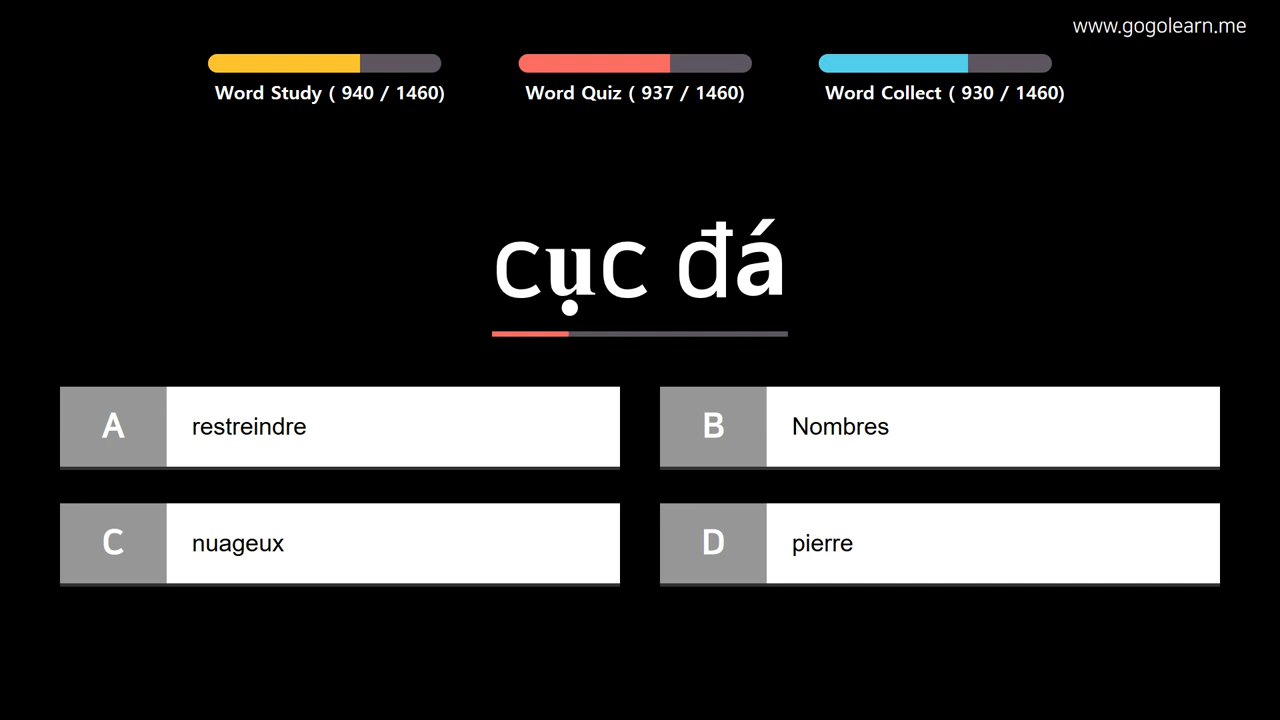 www.gogolearn.me
Word Study ( 940 / 1460)
Word Quiz ( 937 / 1460)
Word Collect ( 930 / 1460)
cục đá
A restreindre
B Nombres
C nuageux
D pierre